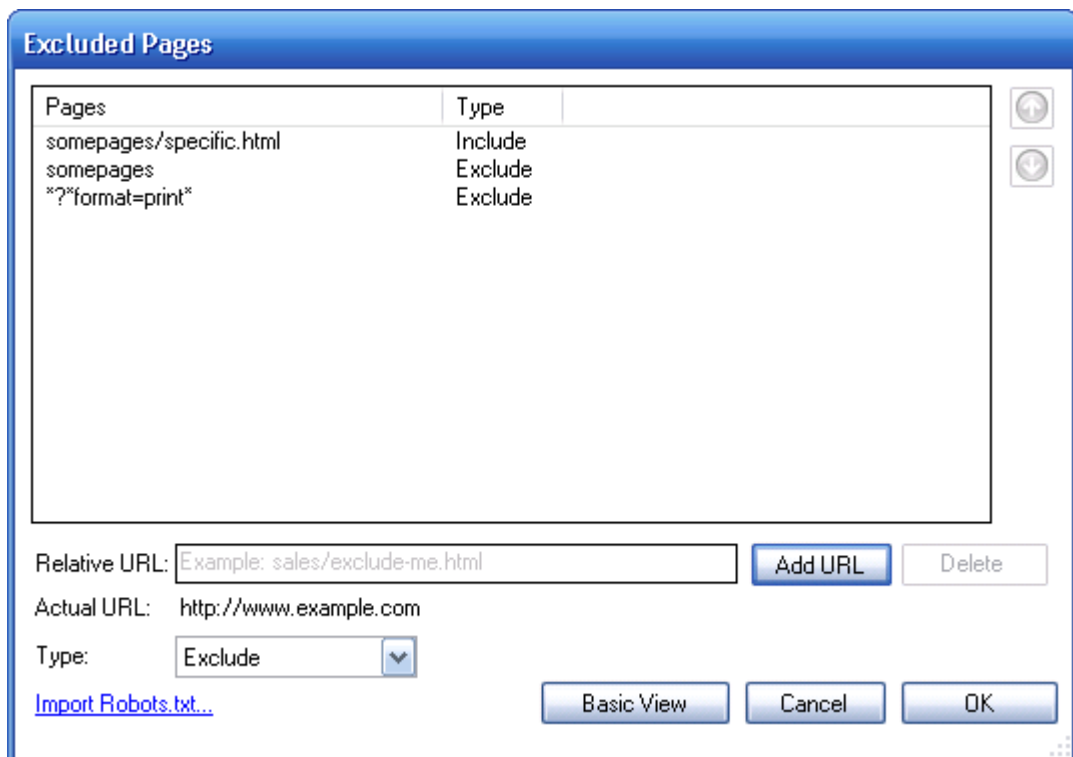 Excluded Pages
Pages Type
somepages/specific.html Include
somepages Exclude
*?*format=print* Exclude
Relative URL: Example: sales/exclude-me.html Add URL Delete
Actual URL: http://www.example.com
Type: Exclude
Import Robots.txt... Basic View Cancel OK